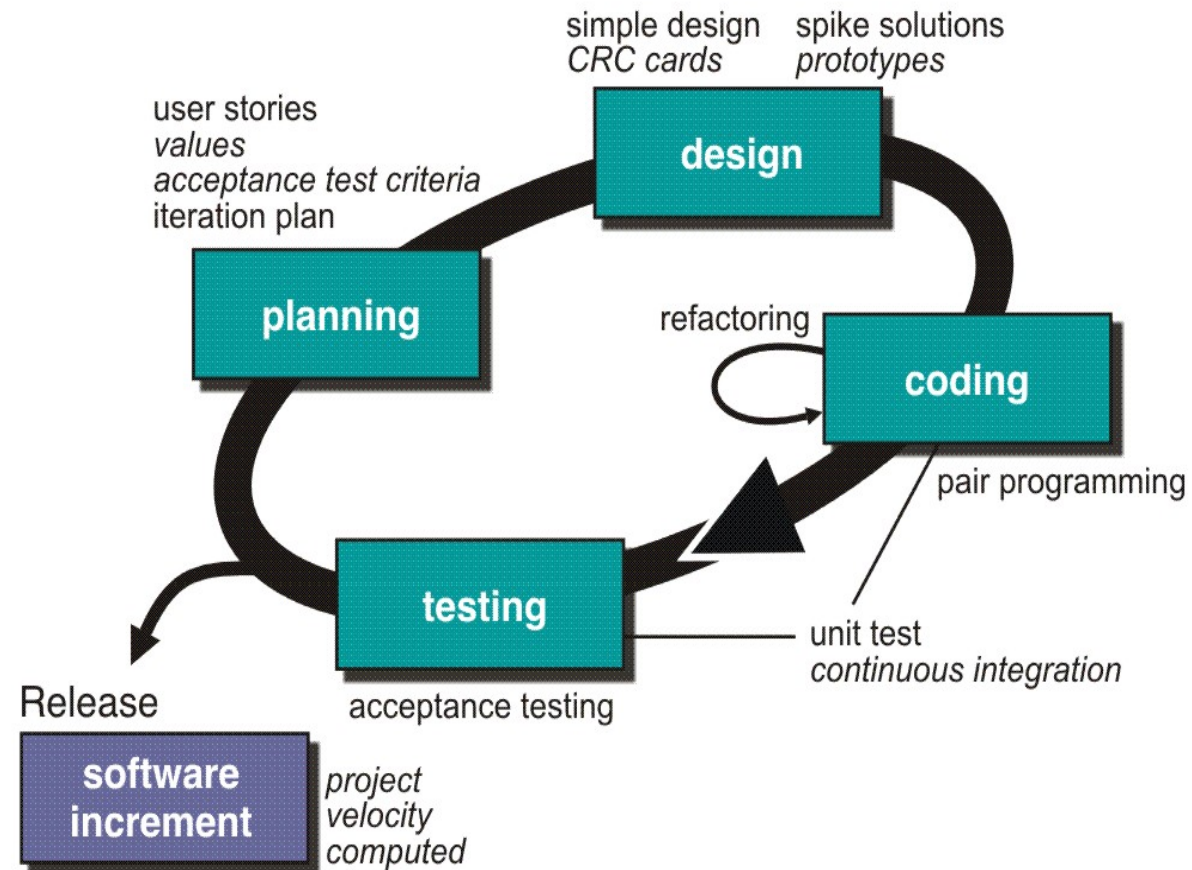 simple design
CRC cards
spike solutions
prototypes
user stories
values
acceptance test criteria
iteration plan
design
planning
refactoring
coding
pair programming
testing
unit test
continuous integration
acceptance testing
Release
software
increment
project
velocity
computed